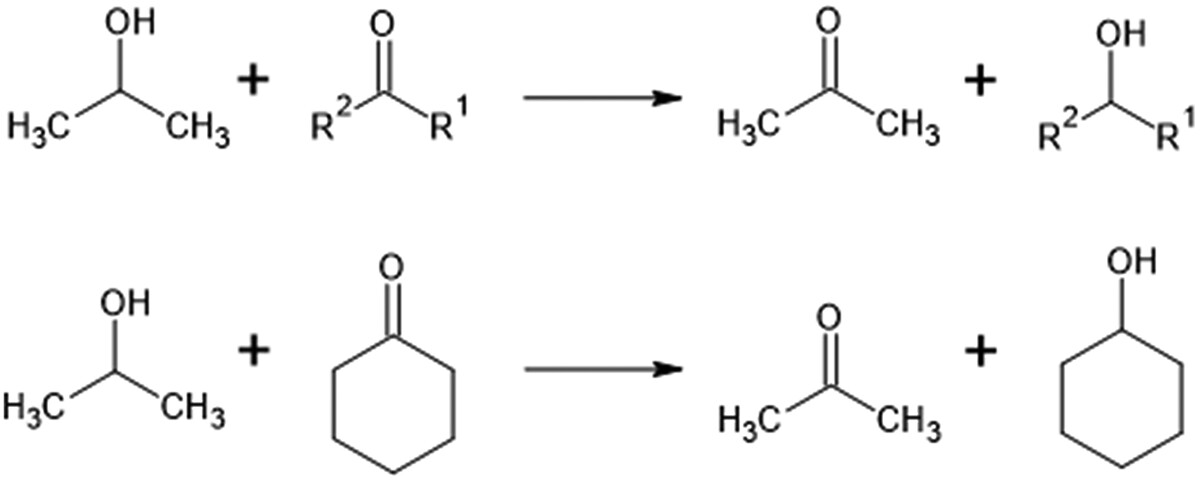 OH O O OH
H₃C CH₃ + R² R¹ H₃C CH₃ + R² R¹
OH O O OH
H₃C CH₃ + H₃C CH₃ +